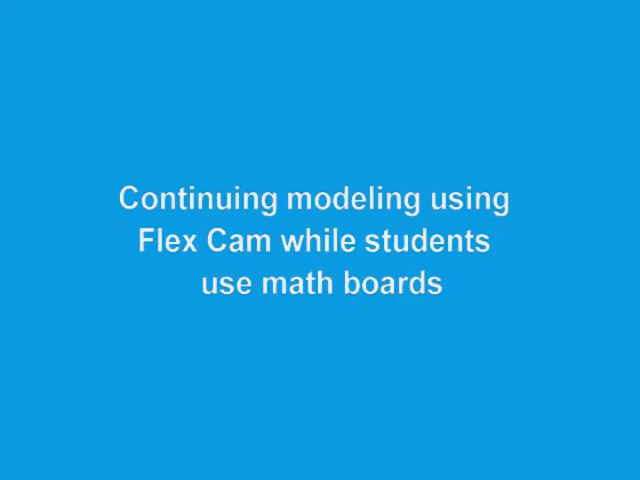 Continuing modeling using
Flex Cam while students
use math boards